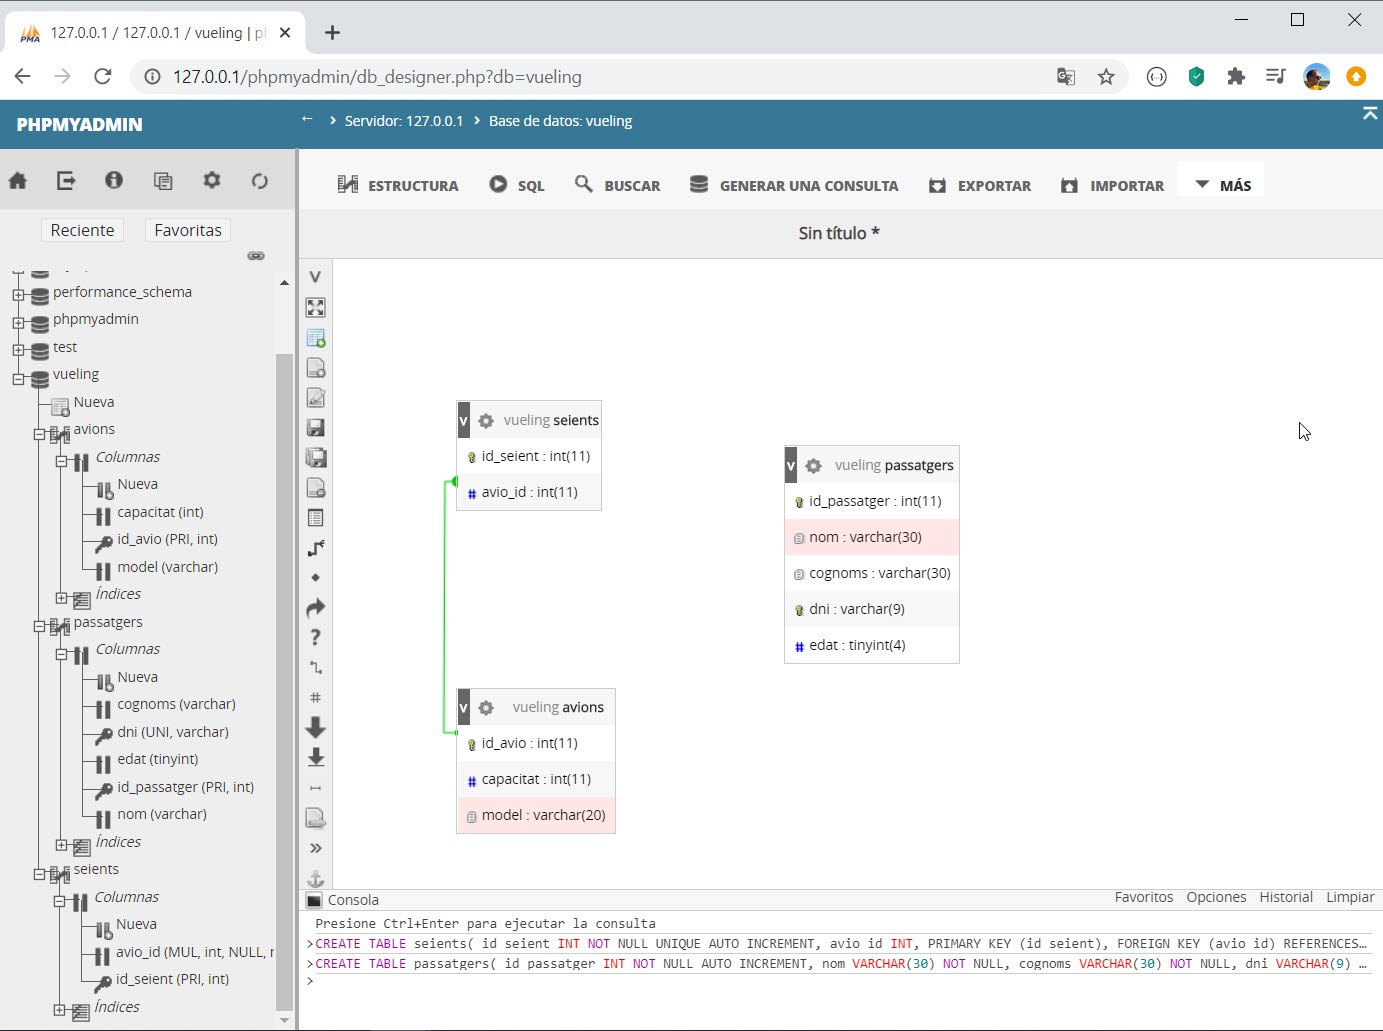 127.0.0.1 / 127.0.0.1 / vueling | p
127.0.0.1/phpmyadmin/db_designer.php?db=vueling
PHPMYADMIN
← › Servidor: 127.0.0.1 › Base de datos: vueling
ESTRUCTURA SQL BUSCAR GENERAR UNA CONSULTA EXPORTAR IMPORTAR MÁS
Reciente Favoritas
Sin título *
performance_schema
phpmyadmin
test
vueling
Nueva
avions
Columnas
Nueva
capacitat (int)
id_avio (PRI, int)
model (varchar)
Índices
passatgers
Columnas
Nueva
cognoms (varchar)
dni (UNI, varchar)
edat (tinyint)
id_passatger (PRI, int)
nom (varchar)
Índices
seients
Columnas
Nueva
avio_id (MUL, int, NULL, r
id_seient (PRI, int)
Índices
v vueling seients
id_seient : int(11)
# avio_id : int(11)
v vueling passatgers
id_passatger : int(11)
nom : varchar(30)
cognoms : varchar(30)
dni : varchar(9)
# edat : tinyint(4)
v vueling avions
id_avio : int(11)
# capacitat : int(11)
model : varchar(20)
Consola Favoritos Opciones Historial Limpiar
Presione Ctrl+Enter para ejecutar la consulta
>CREATE TABLE seients( id seient INT NOT NULL UNIQUE AUTO INCREMENT, avio id INT, PRIMARY KEY (id seient), FOREIGN KEY (avio id) REFERENCES…
>CREATE TABLE passatgers( id passatger INT NOT NULL AUTO INCREMENT, nom VARCHAR(30) NOT NULL, cognoms VARCHAR(30) NOT NULL, dni VARCHAR(9) …
>